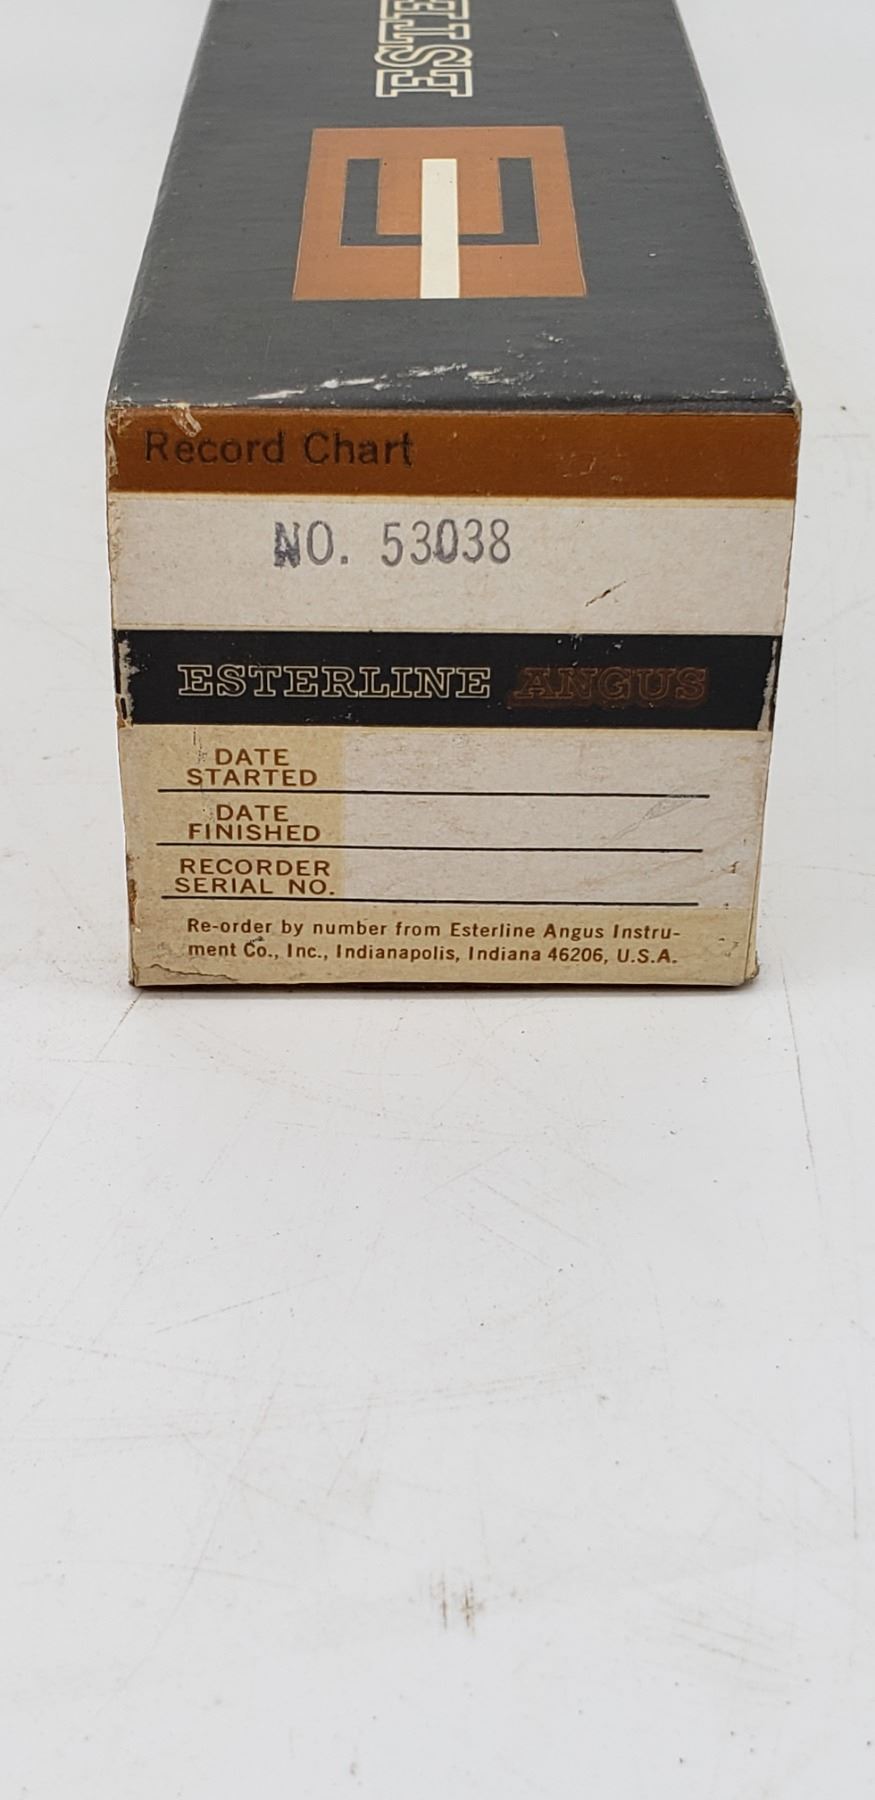 ESTE
Record Chart
NO. 53038
ESTERLINE ANGUS
DATE
STARTED
DATE
FINISHED
RECORDER
SERIAL NO.
Re-order by number from Esterline Angus Instru-
ment Co., Inc., Indianapolis, Indiana 46206, U.S.A.